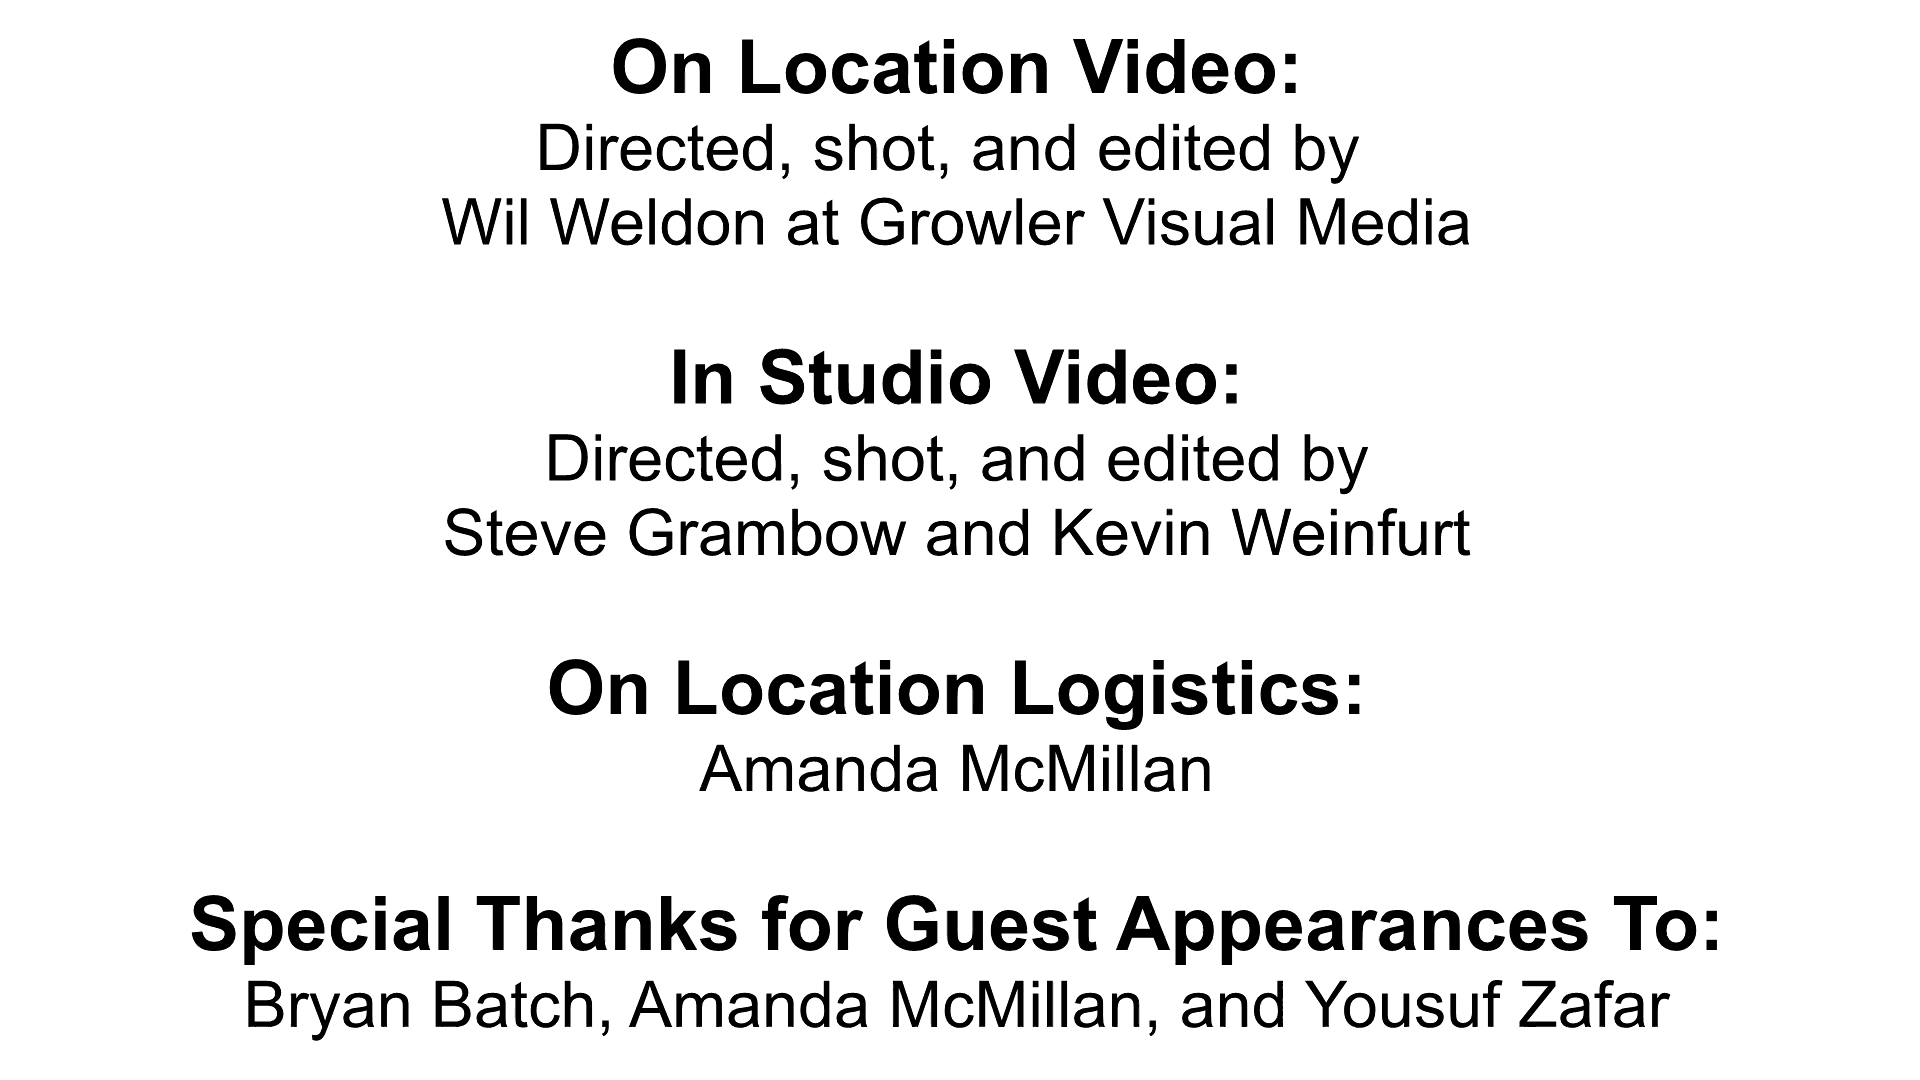 On Location Video:
Directed, shot, and edited by
Wil Weldon at Growler Visual Media
In Studio Video:
Directed, shot, and edited by
Steve Grambow and Kevin Weinfurt
On Location Logistics:
Amanda McMillan
Special Thanks for Guest Appearances To:
Bryan Batch, Amanda McMillan, and Yousuf Zafar